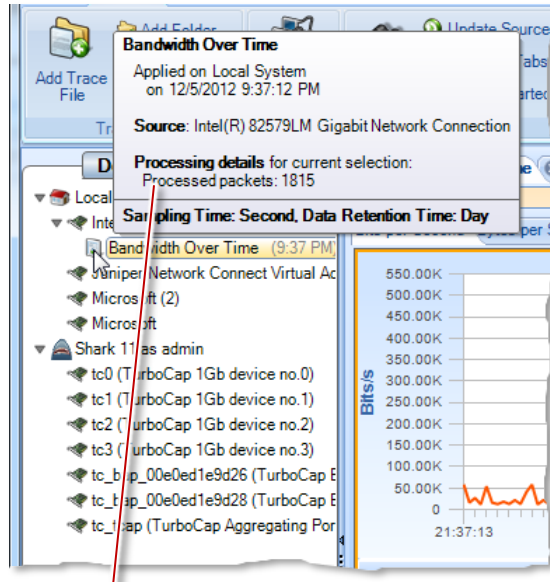 Add Folder
Update Source
Add Trace
File
Bandwidth Over Time
Applied on Local System
on 12/5/2012 9:37:12 PM
Source: Intel(R) 82579LM Gigabit Network Connection
Processing details for current selection:
Processed packets: 1815
Sampling Time: Second, Data Retention Time: Day
Local
Inte
Bandwidth Over Time (9:37 PM)
Juniper Network Connect Virtual Ad
Microsoft (2)
Microsoft
Shark 11 as admin
tc0 (TurboCap 1Gb device no.0)
tc1 (TurboCap 1Gb device no.1)
tc2 (TurboCap 1Gb device no.2)
tc3 (TurboCap 1Gb device no.3)
tc_bap_00e0ed1e9d26 (TurboCap B
tc_bap_00e0ed1e9d28 (TurboCap B
tc_tcap (TurboCap Aggregating Por
550.00K
500.00K
450.00K
400.00K
350.00K
300.00K
250.00K
200.00K
150.00K
100.00K
50.00K
0
Bits/s
21:37:13